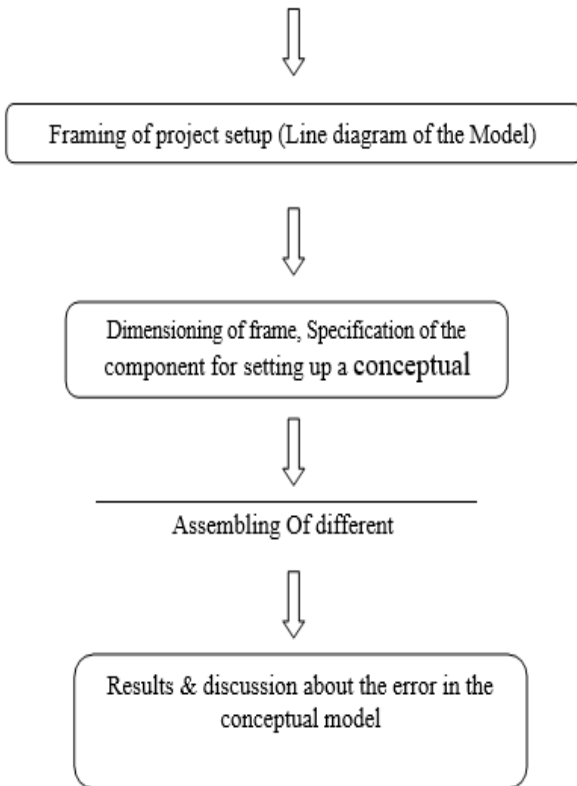 Framing of project setup (Line diagram of the Model)
Dimensioning of frame, Specification of the
component for setting up a conceptual
Assembling Of different
Results & discussion about the error in the
conceptual model